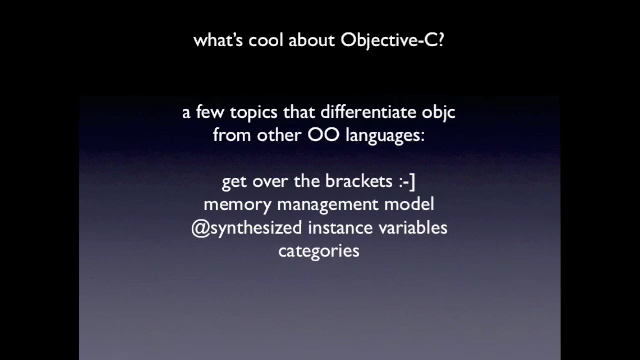 what's cool about Objective-C?
a few topics that differentiate objc
from other OO languages:
get over the brackets :-]
memory management model
@synthesized instance variables
categories